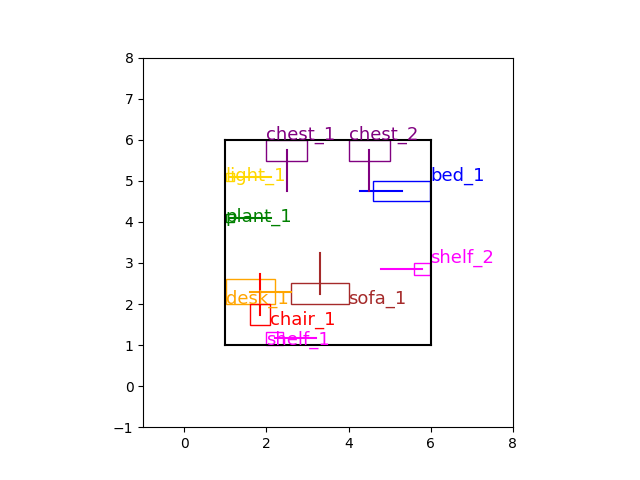 8
7
6
5
4
3
2
1
0
−1
0 2 4 6 8
chest_1 chest_2
light_1 bed_1
plant_1
shelf_2
desk_1 sofa_1
chair_1
shelf_1